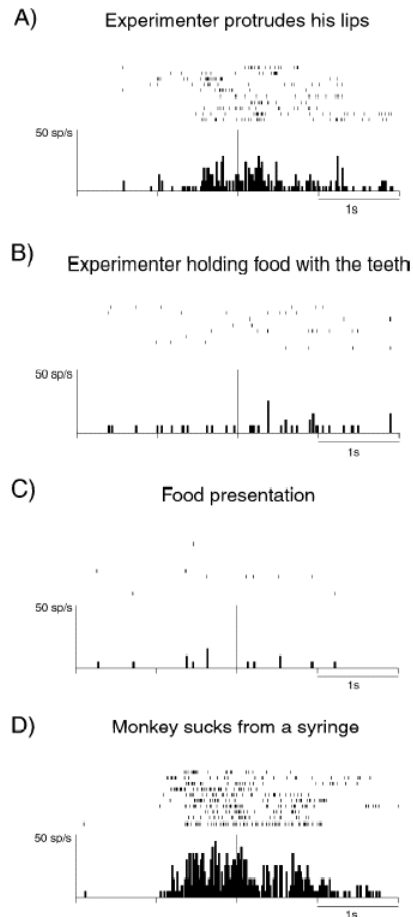 A) Experimenter protrudes his lips
50 sp/s
1s
B) Experimenter holding food with the teeth
50 sp/s
1s
C) Food presentation
50 sp/s
1s
D) Monkey sucks from a syringe
50 sp/s
1s